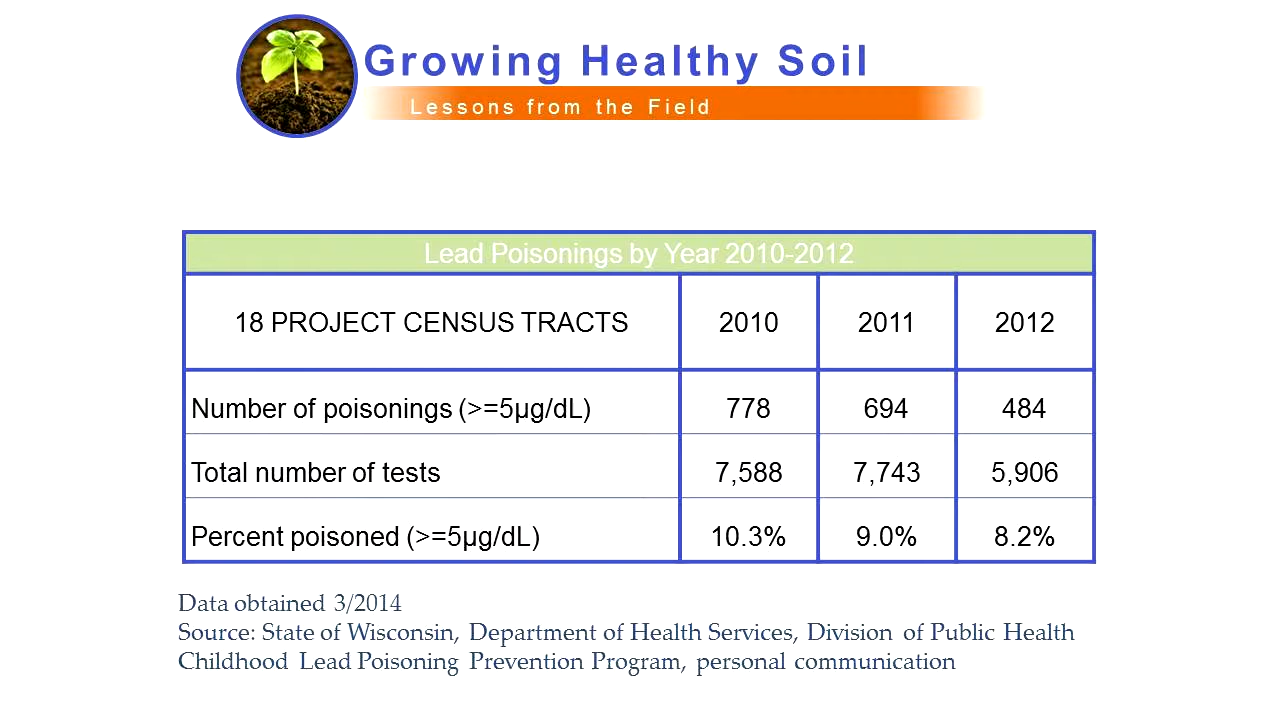 Growing Healthy Soil
Lessons from the Field
Lead Poisonings by Year 2010-2012
18 PROJECT CENSUS TRACTS 2010 2011 2012
Number of poisonings (>=5µg/dL) 778 694 484
Total number of tests 7,588 7,743 5,906
Percent poisoned (>=5µg/dL) 10.3% 9.0% 8.2%
Data obtained 3/2014
Source: State of Wisconsin, Department of Health Services, Division of Public Health
Childhood Lead Poisoning Prevention Program, personal communication